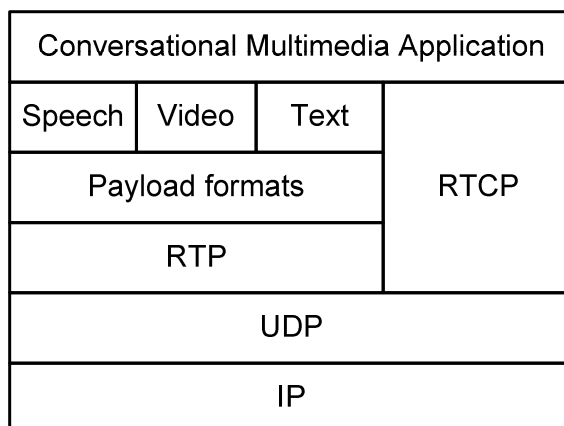 Conversational Multimedia Application
Speech
Video
Text
Payload formats
RTCP
RTP
UDP
IP